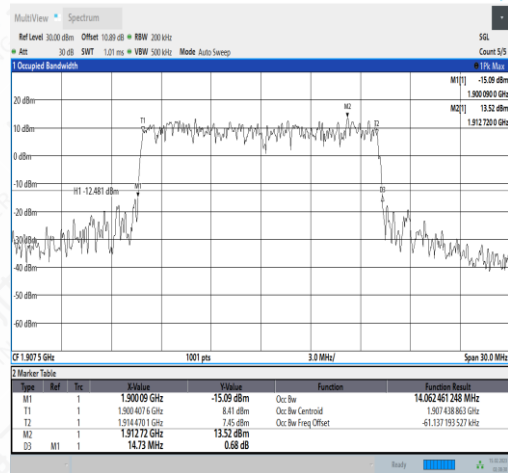 MultiView Spectrum
Ref Level 30.00 dBm Offset 10.89 dB RBW 200 kHz SGL
Att 30 dB SWT 1.01 ms VBW 500 kHz Mode Auto Sweep Count 5/5
1 Occupied Bandwidth 1Pk Max
M1[1] -15.09 dBm
1.900 090 0 GHz
M2[1] 13.52 dBm
1.912 720 0 GHz
20 dBm
M2
T1 T2
10 dBm
0 dBm
-10 dBm
H1 -12.481 dBm M1
D3
-20 dBm
-30 dBm
-40 dBm
-50 dBm
-60 dBm
CF 1.907 5 GHz 1001 pts 3.0 MHz/ Span 30.0 MHz
2 Marker Table
Type Ref Trc X-Value Y-Value Function Function Result
M1 1 1.900 09 GHz -15.09 dBm Occ Bw 14.062 461 248 MHz
T1 1 1.900 407 6 GHz 8.41 dBm Occ Bw Centroid 1.907 438 863 GHz
T2 1 1.914 470 1 GHz 7.45 dBm Occ Bw Freq Offset -61.137 193 527 kHz
M2 1 1.912 72 GHz 13.52 dBm
D3 M1 1 14.73 MHz 0.68 dB
Ready